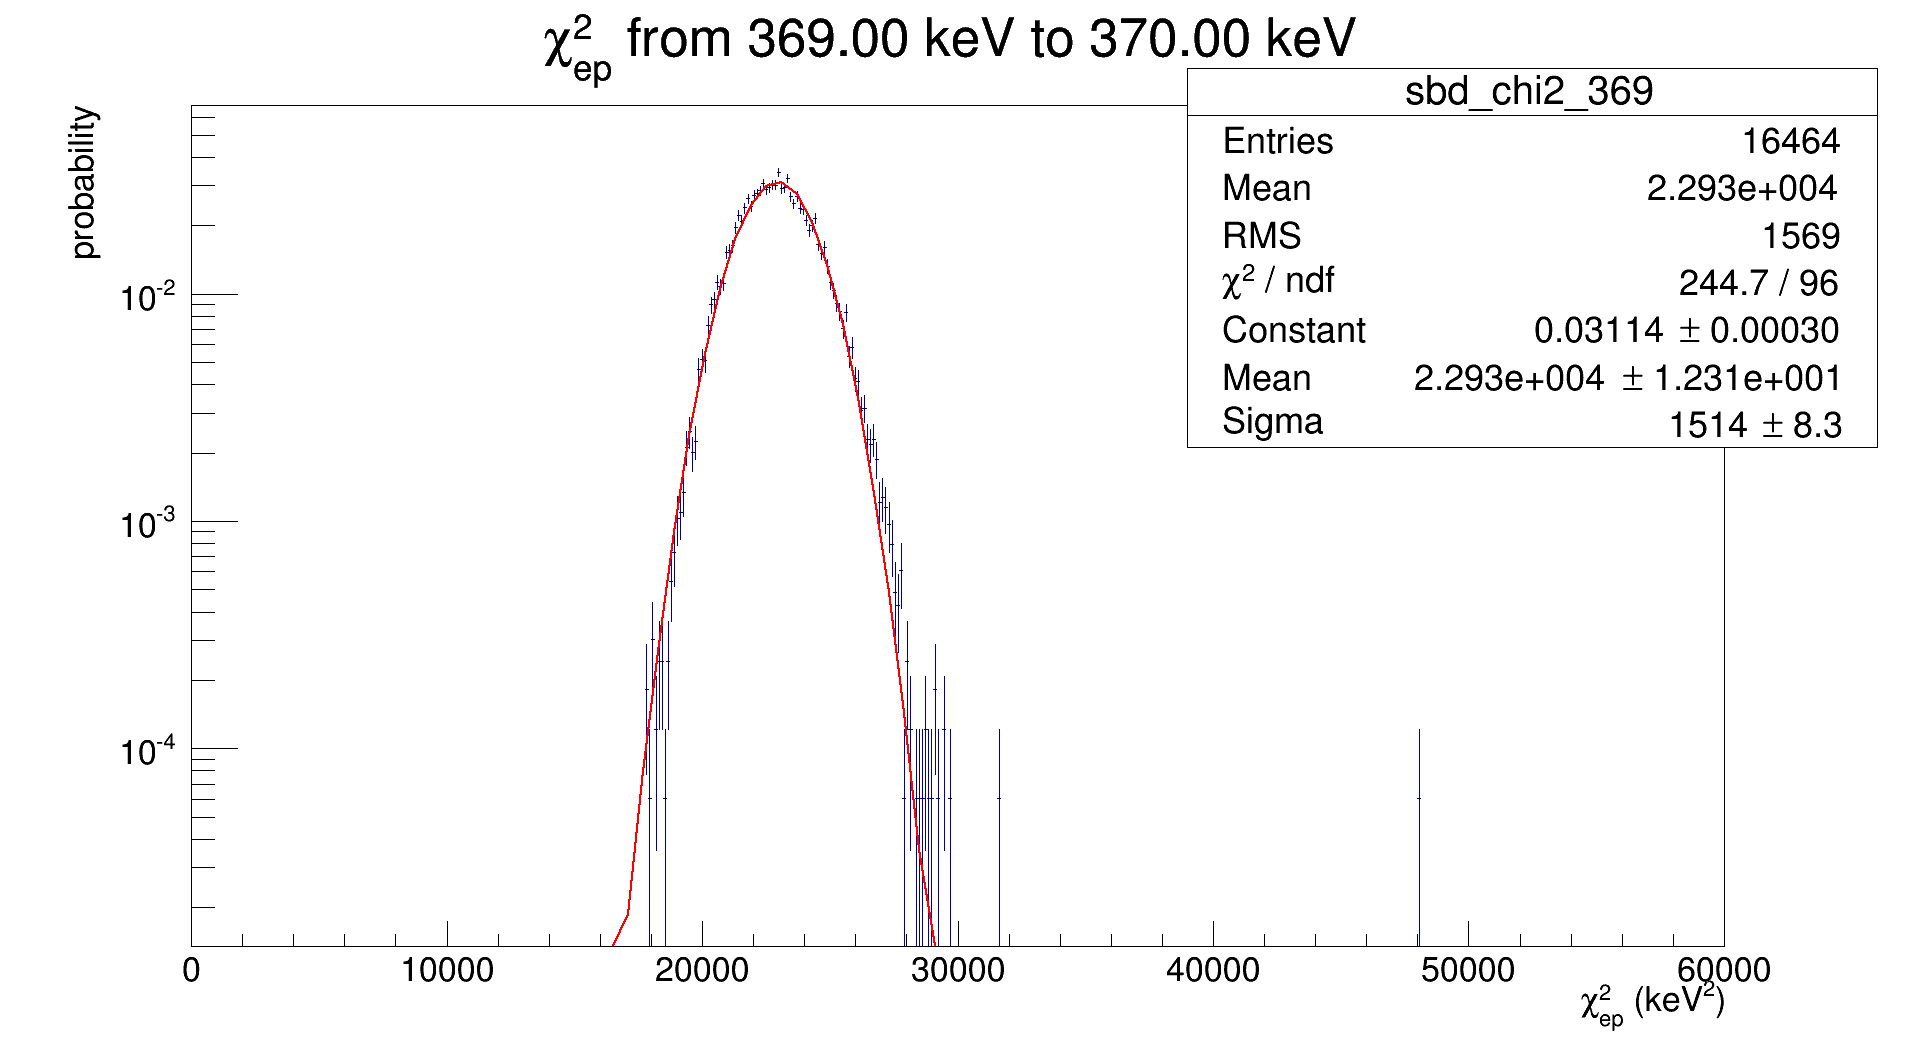 χ²ep from 369.00 keV to 370.00 keV
sbd_chi2_369
Entries 16464
Mean 2.293e+004
RMS 1569
χ² / ndf 244.7 / 96
Constant 0.03114 ± 0.00030
Mean 2.293e+004 ± 1.231e+001
Sigma 1514 ± 8.3
probability
10⁻²
10⁻³
10⁻⁴
0 10000 20000 30000 40000 50000 60000
χ²ep (keV²)